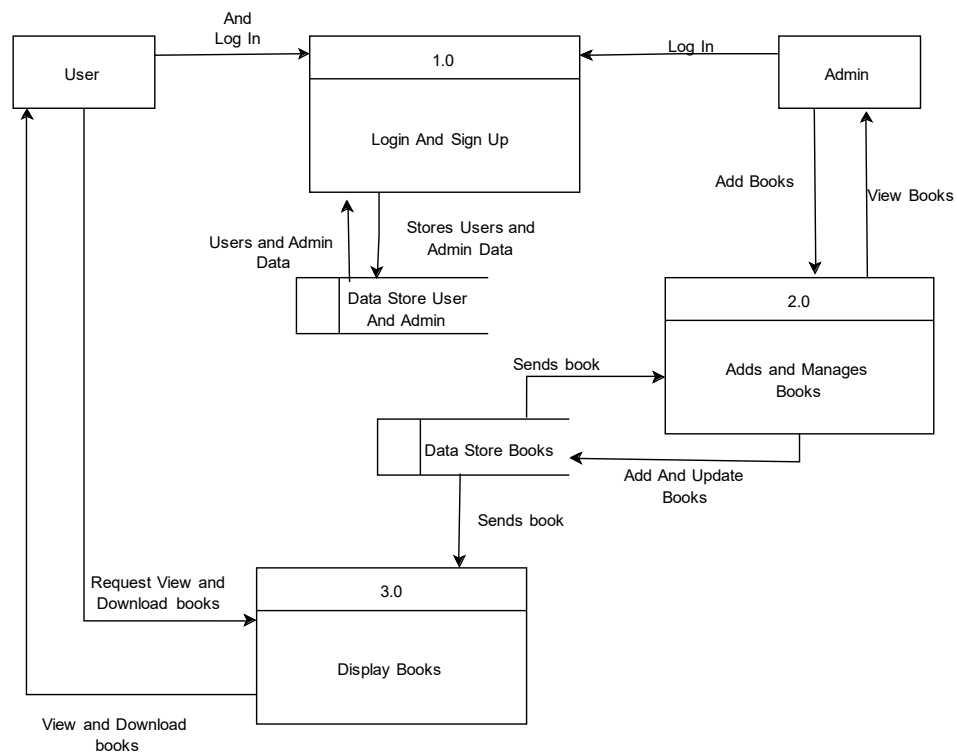 And
Log In
User
1.0
Log In
Admin
Login And Sign Up
Add Books
View Books
Users and Admin
Data
Stores Users and
Admin Data
Data Store User
And Admin
2.0
Adds and Manages
Books
Sends book
Data Store Books
Add And Update
Books
Sends book
Request View and
Download books
3.0
Display Books
View and Download
books